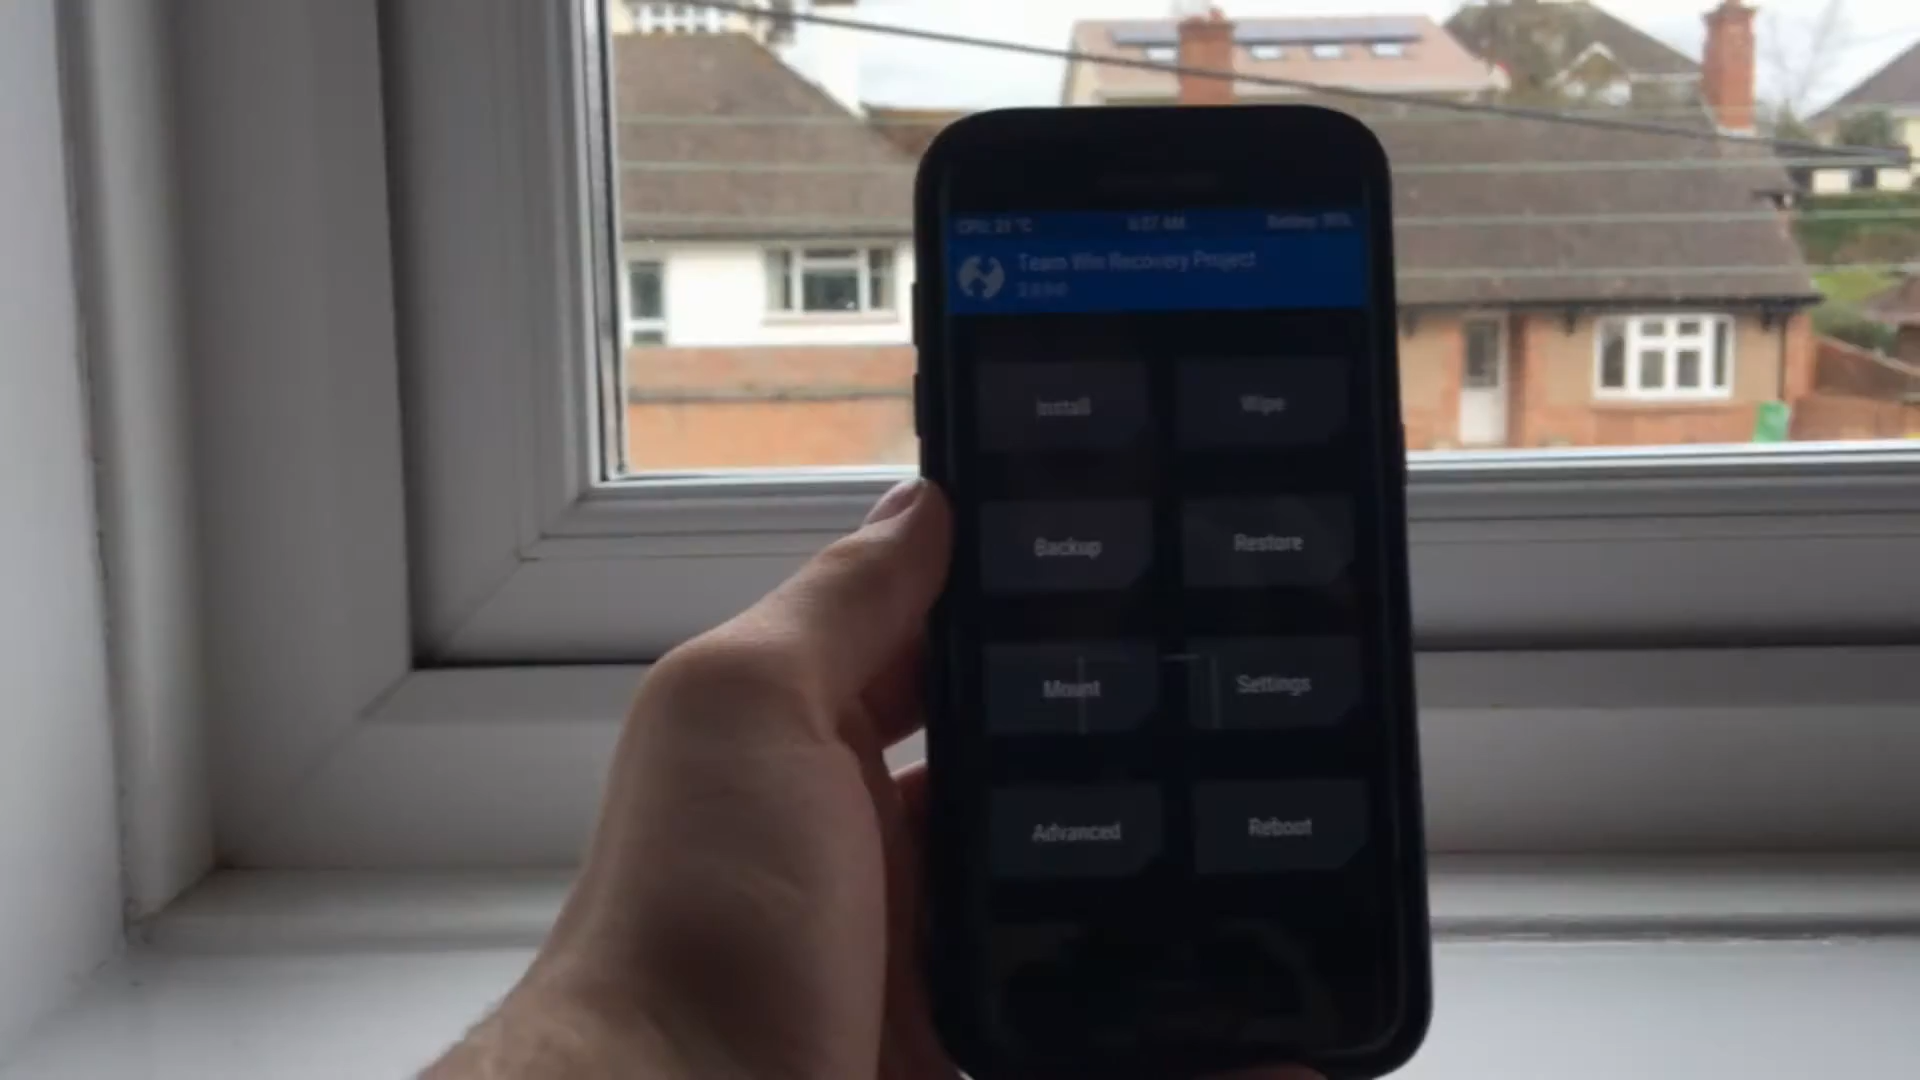 Team Win Recovery Project
Install
Wipe
Backup
Restore
Mount
Settings
Advanced
Reboot